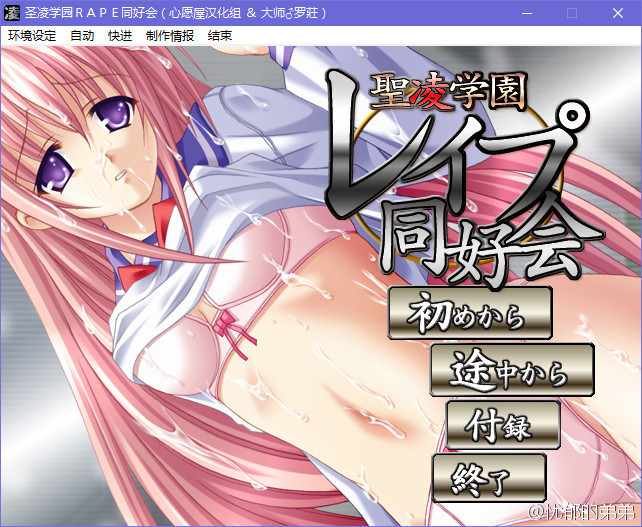 圣凌学园ＲＡＰＥ同好会（心愿屋汉化组 ＆ 大师♂罗莊）
环境设定 自动 快进 制作情报 结束
聖凌学園
レイプ
同好会
初めから
途中から
付録
終了
@忧郁的弟弟